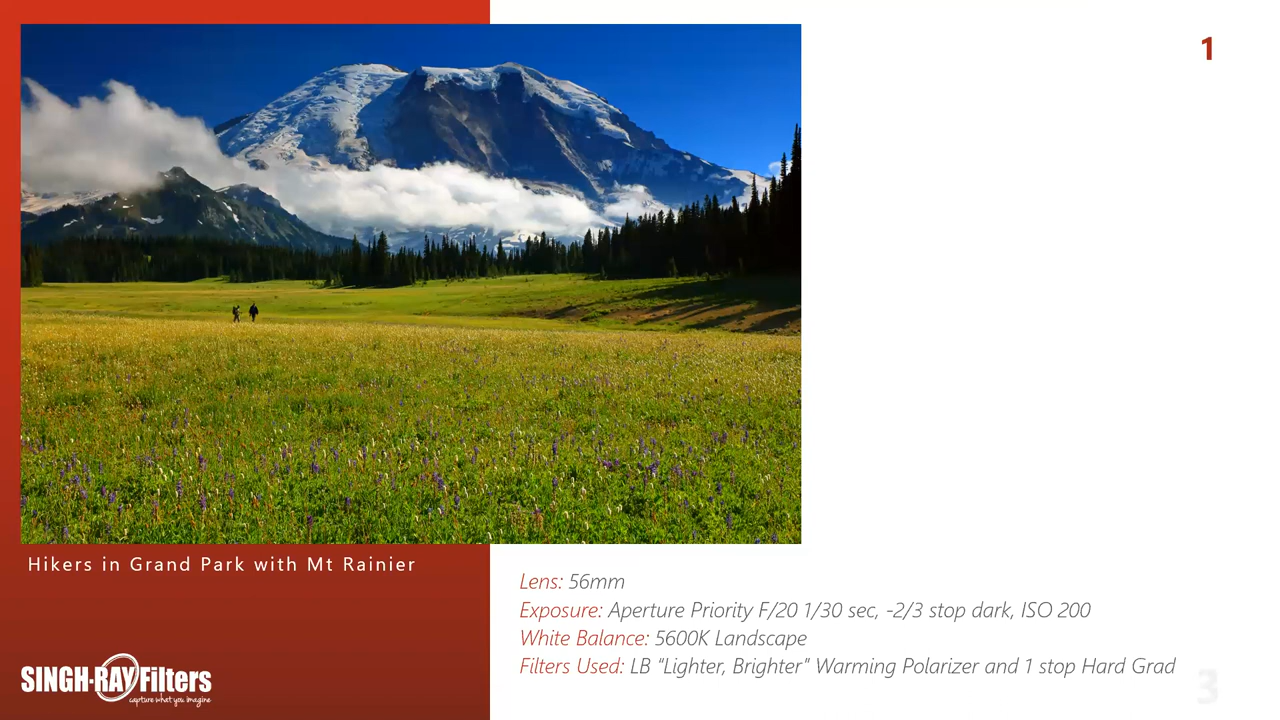 1
Hikers in Grand Park with Mt Rainier
Lens: 56mm
Exposure: Aperture Priority F/20 1/30 sec, -2/3 stop dark, ISO 200
White Balance: 5600K Landscape
Filters Used: LB "Lighter, Brighter" Warming Polarizer and 1 stop Hard Grad
SINGH-RAY Filters
capture what you imagine
3